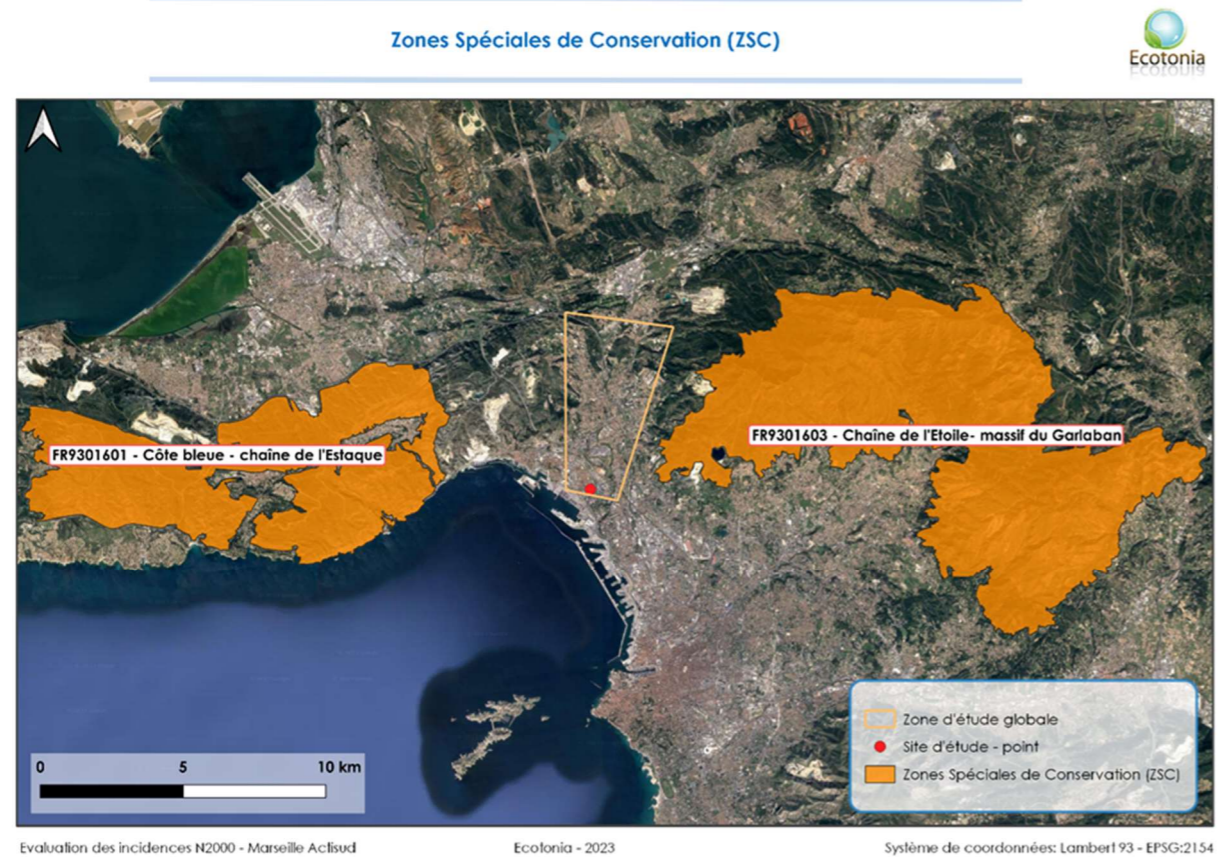 Zones Spéciales de Conservation (ZSC)
Ecotonia
FR9301603 - Chaîne de l'Etoile- massif du Garlaban
FR9301601 - Côte bleue - chaîne de l'Estaque
Zone d'étude globale
Site d'étude - point
Zones Spéciales de Conservation (ZSC)
0 5 10 km
Evaluation des incidences N2000 - Marseille Actisud
Ecotonia - 2023
Système de coordonnées: Lambert 93 - EPSG:2154